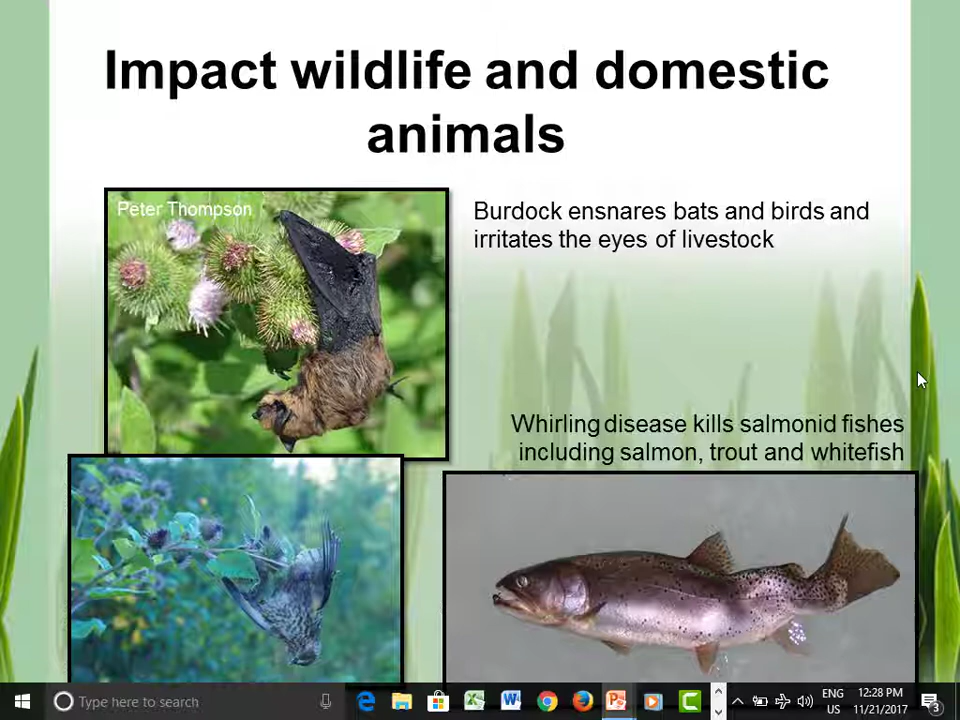 Impact wildlife and domestic
animals
Peter Thompson
Burdock ensnares bats and birds and
irritates the eyes of livestock
Whirling disease kills salmonid fishes
including salmon, trout and whitefish
Type here to search
ENG
US
12:28 PM
11/21/2017
3